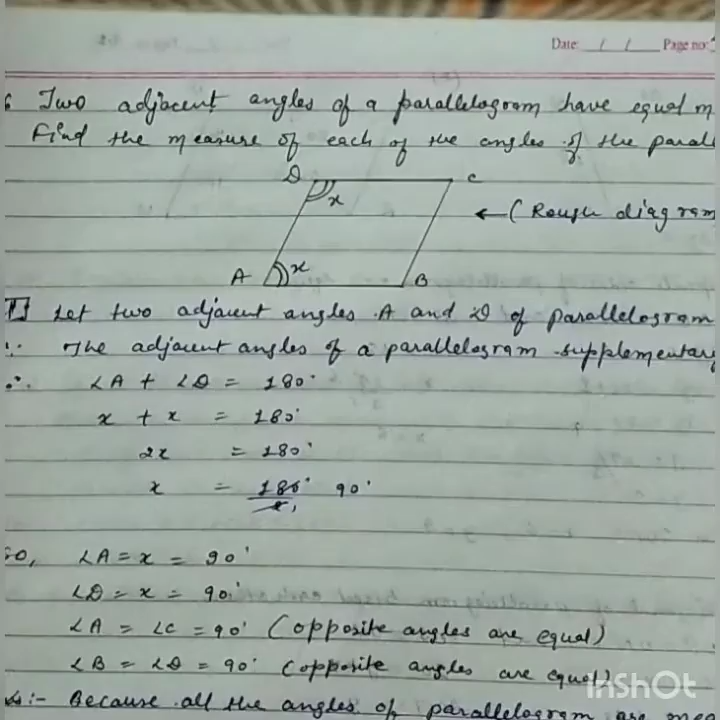 Date: / / Page no:
Two adjacent angles of a parallelogram have equal m
Find the measure of each of the angles of the paral
D C
x
← (Rough diagram
A x B
Let two adjacent angles A and D of parallelogram
∵ The adjacent angles of a parallelogram supplementary
∴ ∠A + ∠D = 180°
x + x = 180°
2x = 180°
x = 180° 90°
2
So, ∠A = x = 90°
∠D = x = 90°
∠A = ∠C = 90° (opposite angles are equal)
∠B = ∠D = 90° (opposite angles are equal)
:- Because all the angles of parallelogram are mea
InShOt